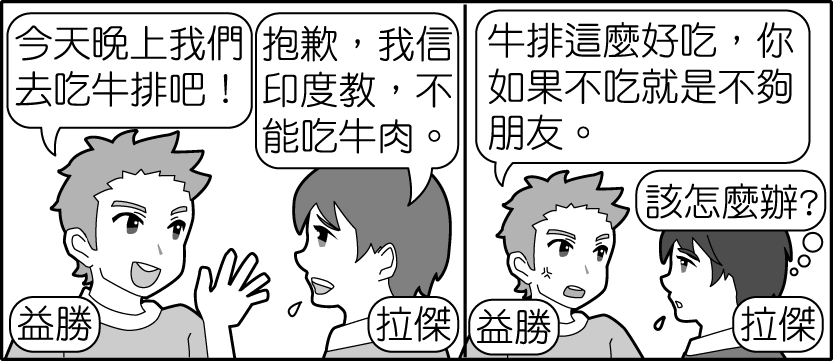 今天晚上我們
去吃牛排吧！
抱歉，我信
印度教，不
能吃牛肉。
益勝
拉傑
牛排這麼好吃，你
如果不吃就是不夠
朋友。
該怎麼辦?
益勝
拉傑